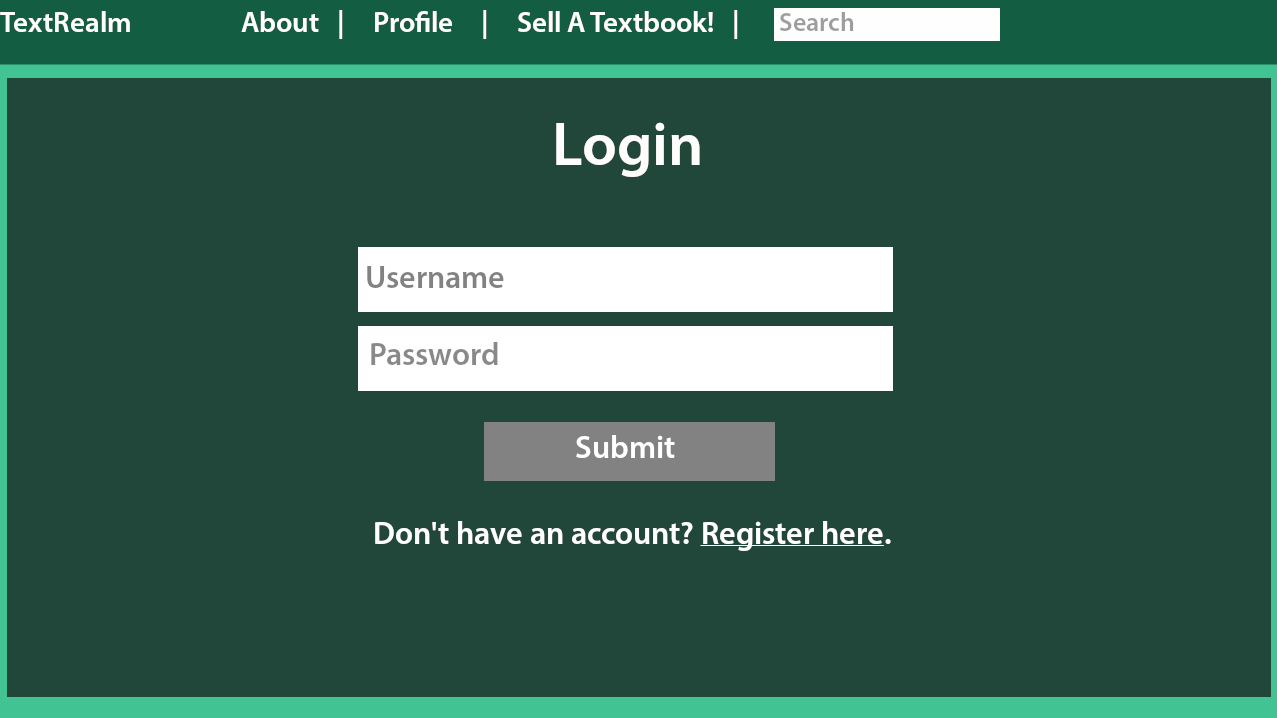 TextRealm About | Profile | Sell A Textbook! | Search
Login
Username
Password
Submit
Don't have an account? Register here.